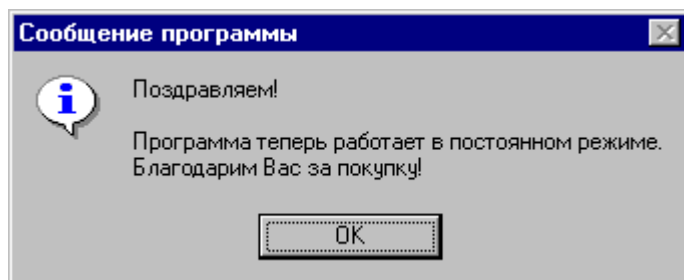 Сообщение программы
Поздравляем!
Программа теперь работает в постоянном режиме.
Благодарим Вас за покупку!
OK